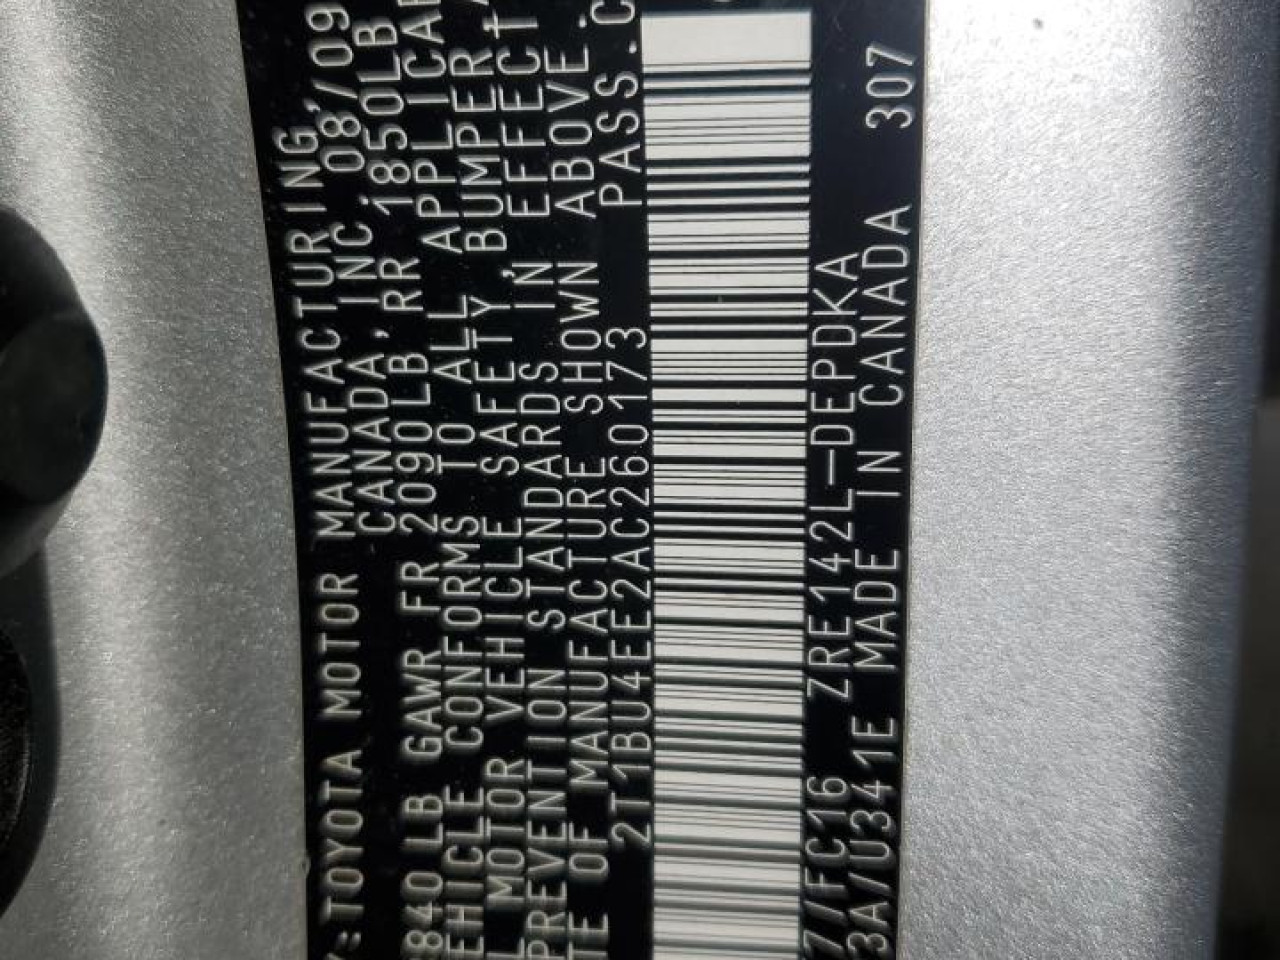 TOYOTA MOTOR MANUFACTURING
CANADA, INC. 08/09
840 LB GAWR FR 2090LB, RR 1850LB
EHICLE CONFORMS TO ALL APPLICAB
L MOTOR VEHICLE SAFETY, BUMPER A
PREVENTION STANDARDS IN EFFECT
TE OF MANUFACTURE SHOWN ABOVE.
2T1BU4EE2AC260173 PASS.C
/FC16 ZRE142L-DEPDKA
3A/U341E MADE IN CANADA 307